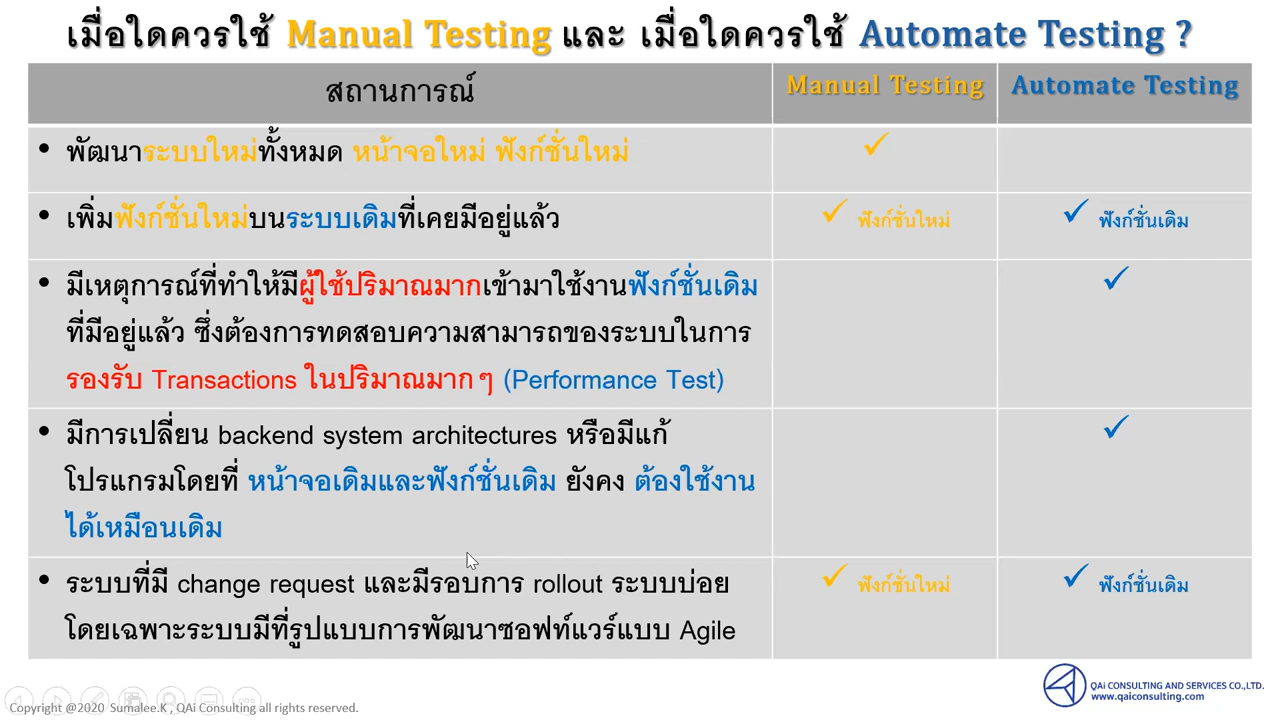 เมื่อใดควรใช้ Manual Testing และ เมื่อใดควรใช้ Automate Testing ?
สถานการณ์
Manual Testing
Automate Testing
• พัฒนาระบบใหม่ทั้งหมด หน้าจอใหม่ ฟังก์ชั่นใหม่
✓
• เพิ่มฟังก์ชั่นใหม่บนระบบเดิมที่เคยมีอยู่แล้ว
✓ ฟังก์ชั่นใหม่
✓ ฟังก์ชั่นเดิม
• มีเหตุการณ์ที่ทำให้มีผู้ใช้ปริมาณมากเข้ามาใช้งานฟังก์ชั่นเดิม
ที่มีอยู่แล้ว ซึ่งต้องการทดสอบความสามารถของระบบในการ
รองรับ Transactions ในปริมาณมากๆ (Performance Test)
✓
• มีการเปลี่ยน backend system architectures หรือมีแก้
โปรแกรมโดยที่ หน้าจอเดิมและฟังก์ชั่นเดิม ยังคง ต้องใช้งาน
ได้เหมือนเดิม
✓
• ระบบที่มี change request และมีรอบการ rollout ระบบบ่อย
โดยเฉพาะระบบมีที่รูปแบบการพัฒนาซอฟท์แวร์แบบ Agile
✓ ฟังก์ชั่นใหม่
✓ ฟังก์ชั่นเดิม
QAi CONSULTING AND SERVICES CO.,LTD.
www.qaiconsulting.com
Copyright @2020 Sumalee.K , QAi Consulting all rights reserved.